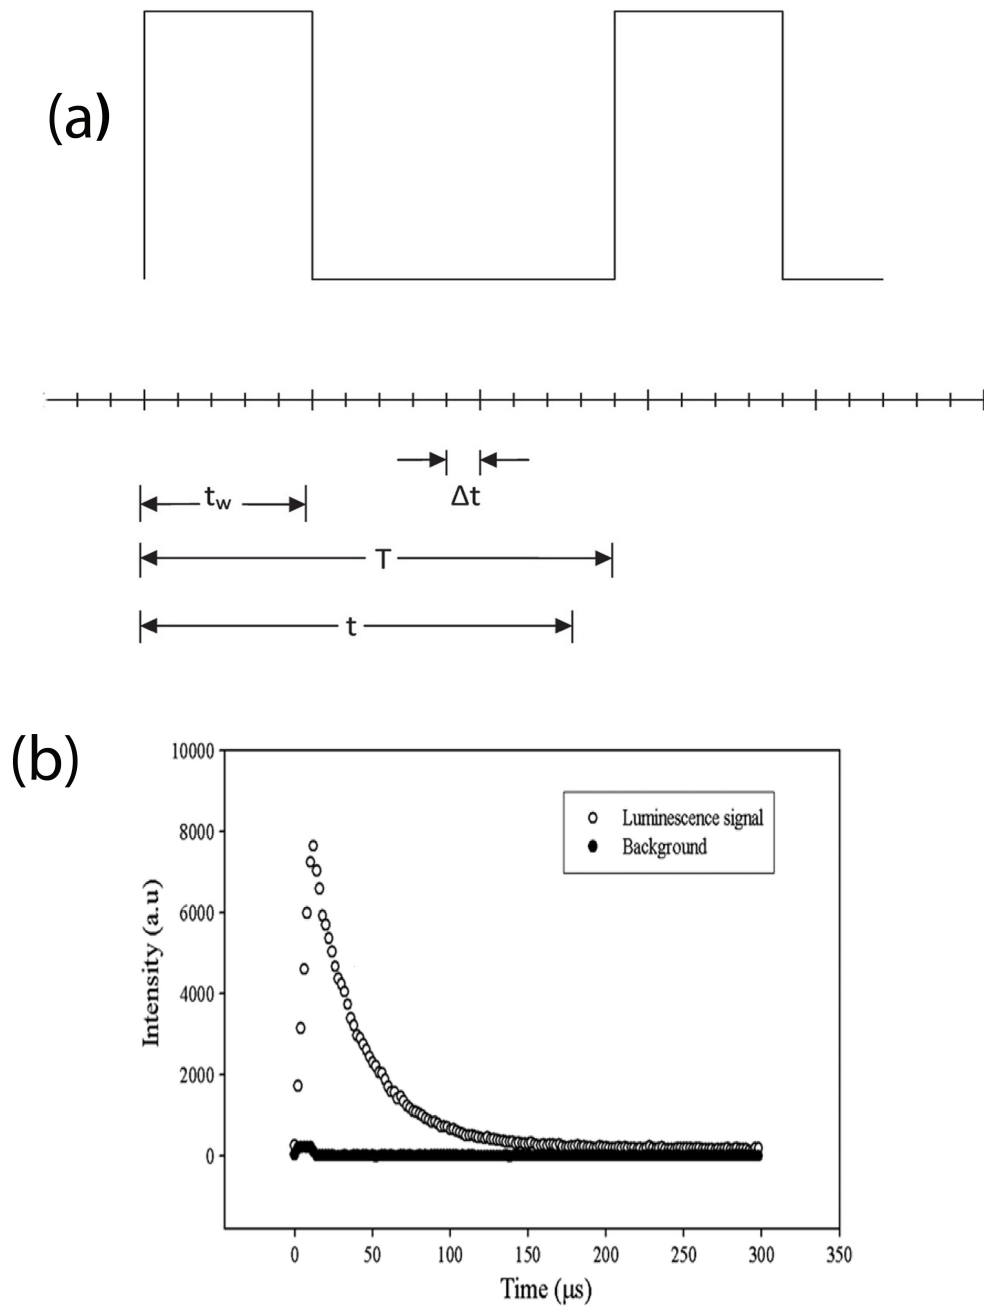 (a)
tw
Δt
T
t
(b)
10000
8000
6000
4000
2000
0
Intensity (a.u)
Luminescence signal
Background
0 50 100 150 200 250 300 350
Time (μs)